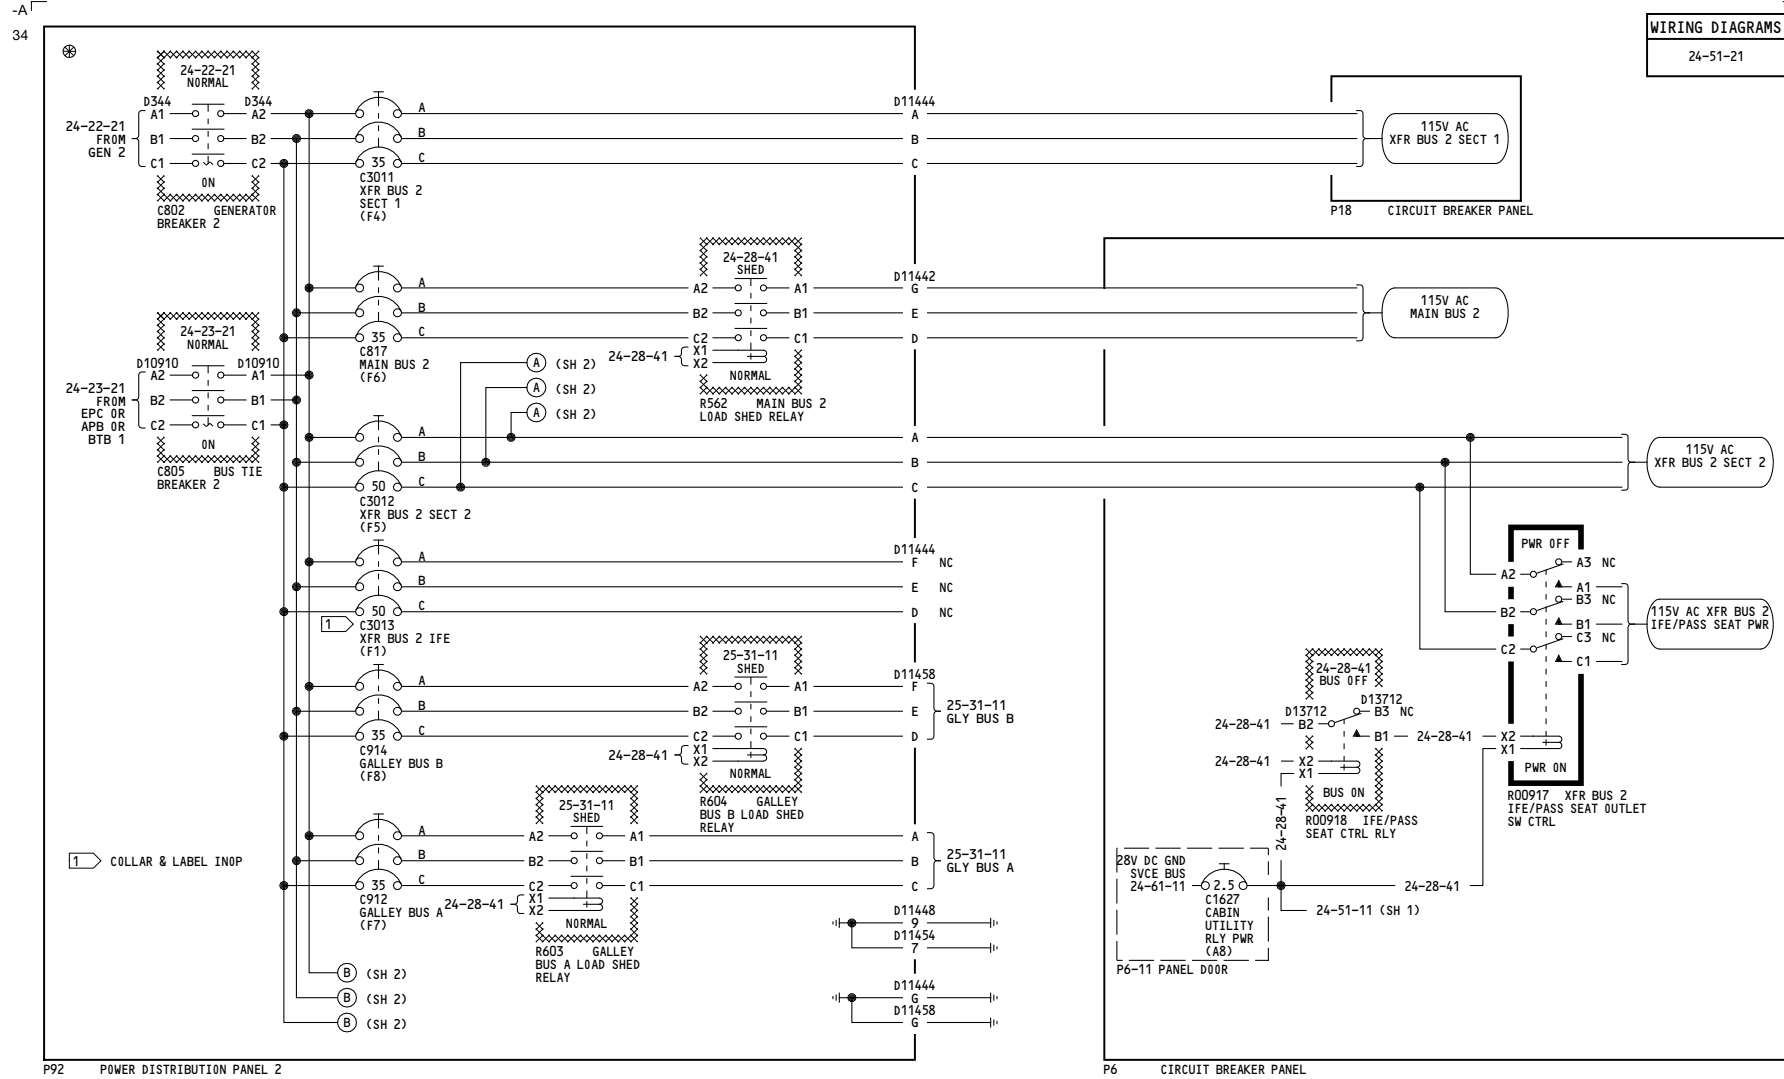 -A
34
WIRING DIAGRAMS
24-51-21
24-22-21
NORMAL
D344 D344
A1 A2
B1 B2
C1 C2
ON
24-22-21
FROM
GEN 2
C802 GENERATOR
BREAKER 2
A
B
C
35
C3011
XFR BUS 2
SECT 1
(F4)
D11444
A
B
C
115V AC
XFR BUS 2 SECT 1
P18 CIRCUIT BREAKER PANEL
A
B
C
35
C817
MAIN BUS 2
(F6)
24-28-41
SHED
A2 A1
B2 B1
C2 C1
24-28-41
X1
X2
NORMAL
R562 MAIN BUS 2
LOAD SHED RELAY
D11442
G
E
D
115V AC
MAIN BUS 2
24-23-21
NORMAL
D10910 D10910
A2 A1
B2 B1
C2 C1
ON
24-23-21
FROM
EPC OR
APB OR
BTB 1
C805 BUS TIE
BREAKER 2
A (SH 2)
A (SH 2)
A (SH 2)
A
B
C
50
C3012
XFR BUS 2 SECT 2
(F5)
A
B
C
115V AC
XFR BUS 2 SECT 2
A
B
C
50
1
C3013
XFR BUS 2 IFE
(F1)
D11444
F NC
E NC
D NC
PWR OFF
A3 NC
A2
A1
B3 NC
B2
B1
C3 NC
C2
C1
X2
X1
PWR ON
R00917 XFR BUS 2
IFE/PASS SEAT OUTLET
SW CTRL
115V AC XFR BUS 2
IFE/PASS SEAT PWR
A
B
C
35
C914
GALLEY BUS B
(F8)
25-31-11
SHED
A2 A1
B2 B1
C2 C1
24-28-41
X1
X2
NORMAL
R604 GALLEY
BUS B LOAD SHED
RELAY
D11458
F
E
D
25-31-11
GLY BUS B
24-28-41
BUS OFF
D13712
D13712
B3 NC
24-28-41 B2
B1 24-28-41
24-28-41 X2
X1
BUS ON
R00918 IFE/PASS
SEAT CTRL RLY
24-28-41
A
B
C
35
C912
GALLEY BUS A
(F7)
25-31-11
SHED
A2 A1
B2 B1
C2 C1
24-28-41
X1
X2
NORMAL
R603 GALLEY
BUS A LOAD SHED
RELAY
A
B
C
25-31-11
GLY BUS A
1 COLLAR & LABEL INOP
28V DC GND
SVCE BUS
24-61-11
2.5
C1627
CABIN
UTILITY
RLY PWR
(A8)
24-28-41
24-51-11 (SH 1)
P6-11 PANEL DOOR
D11448
9
D11454
7
B (SH 2)
B (SH 2)
B (SH 2)
D11444
G
D11458
G
P92 POWER DISTRIBUTION PANEL 2
P6 CIRCUIT BREAKER PANEL